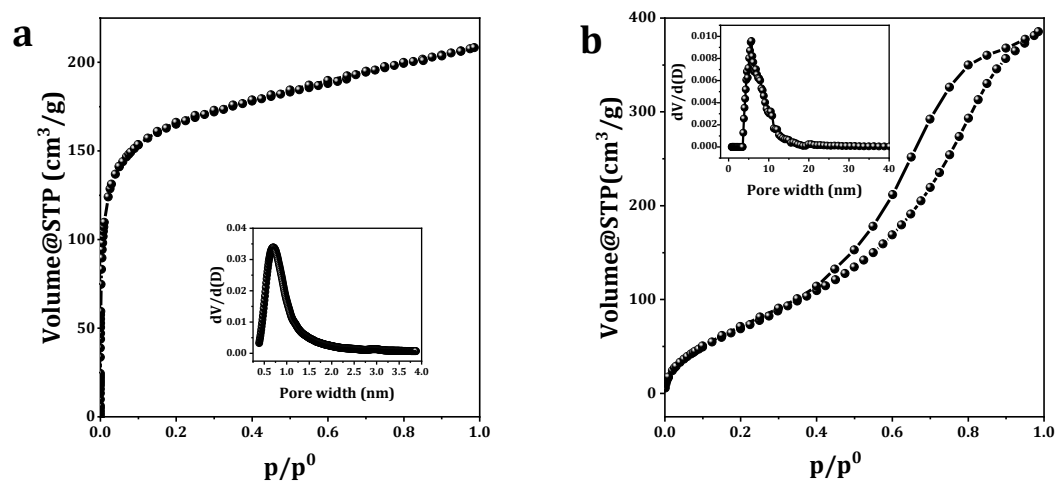 a
Volume@STP (cm³/g)
200
150
100
50
0
0.0 0.2 0.4 0.6 0.8 1.0
p/p⁰
dV/d(D)
0.04
0.03
0.02
0.01
0.00
0.5 1.0 1.5 2.0 2.5 3.0 3.5 4.0
Pore width (nm)
b
Volume@STP(cm³/g)
400
300
200
100
0
0.0 0.2 0.4 0.6 0.8 1.0
p/p⁰
dV/d(D)
0.010
0.008
0.006
0.004
0.002
0.000
0 10 20 30 40
Pore width (nm)